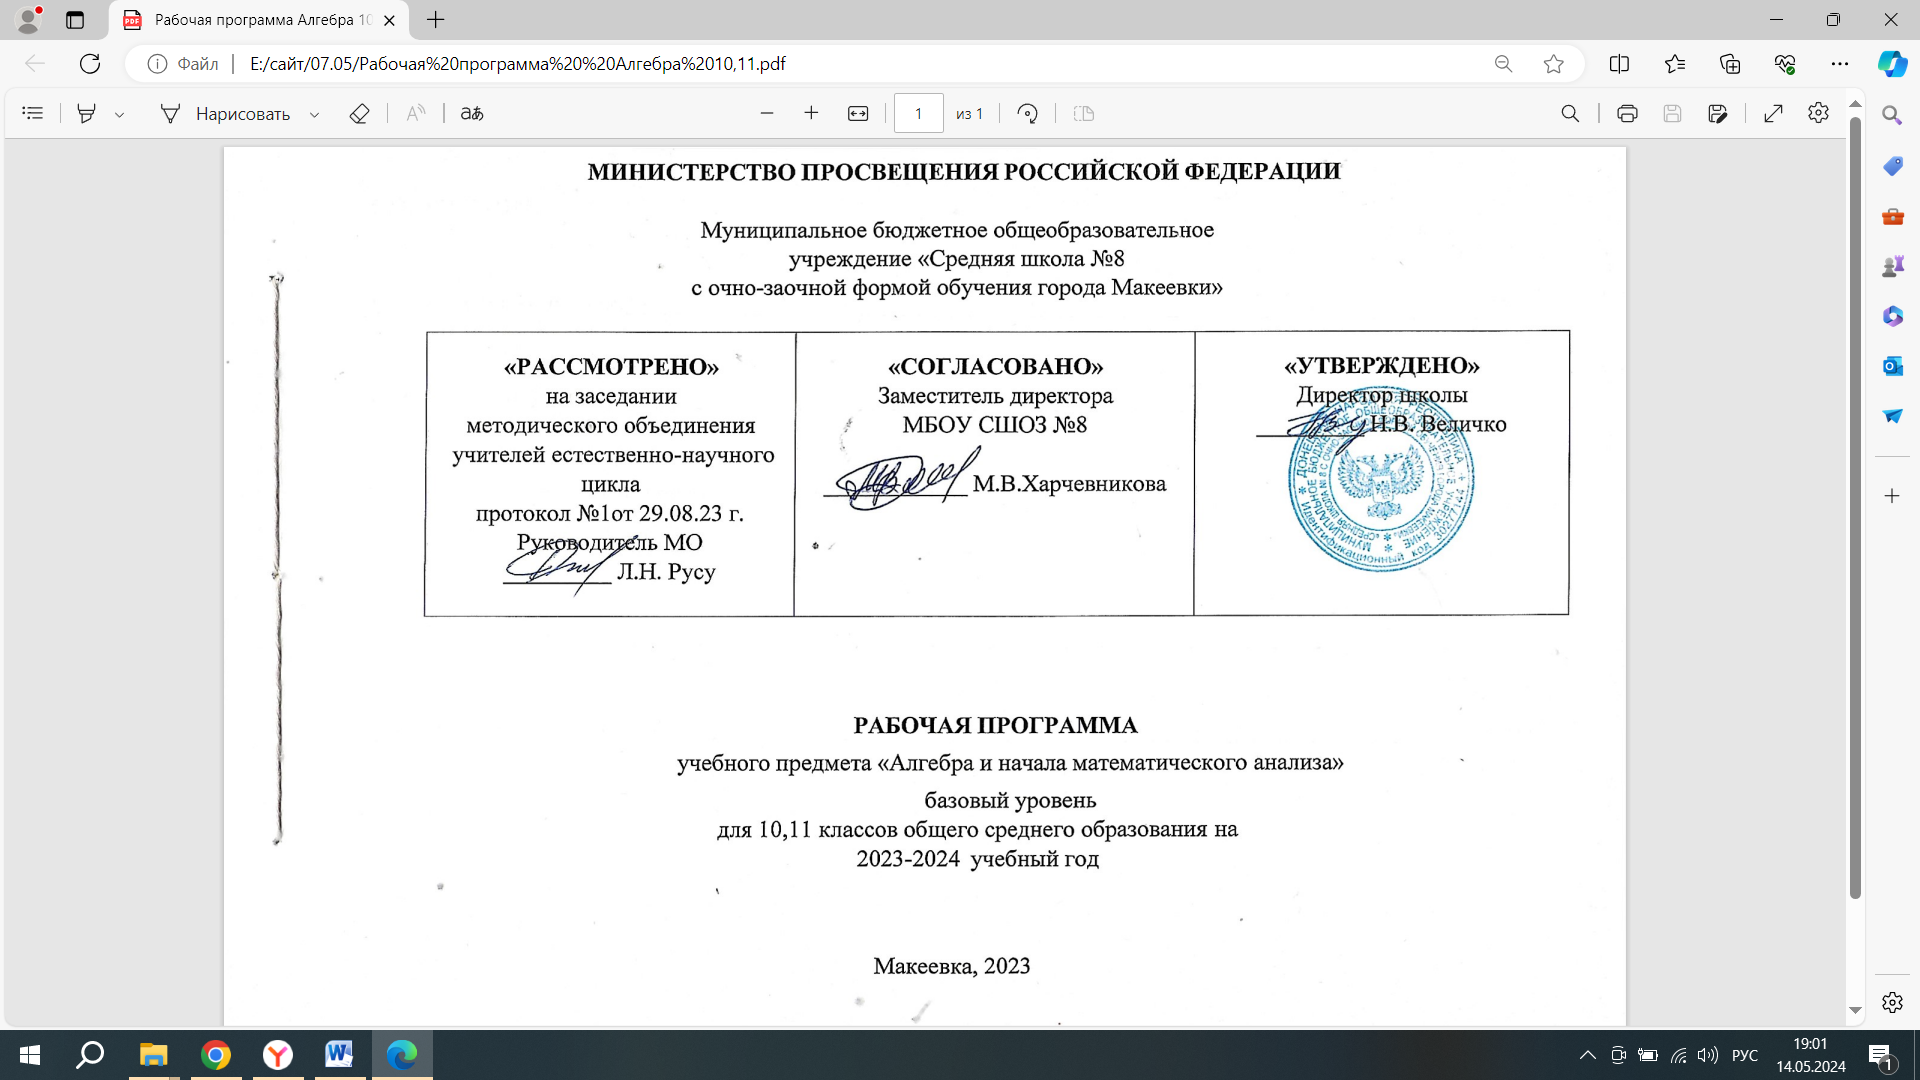 Рабочая программа Алгебра 10
Файл
E:/сайт/07.05/Рабочая%20программа%20%20Алгебра%2010,11.pdf
Нарисовать
1
из 1
МИНИСТЕРСТВО ПРОСВЕЩЕНИЯ РОССИЙСКОЙ ФЕДЕРАЦИИ
Муниципальное бюджетное общеобразовательное
учреждение «Средняя школа №8
с очно-заочной формой обучения города Макеевки»
«РАССМОТРЕНО»
на заседании
методического объединения
учителей естественно-научного
цикла
протокол №1от 29.08.23 г.
Руководитель МО
Л.Н. Русу
«СОГЛАСОВАНО»
Заместитель директора
МБОУ СШОЗ №8
М.В.Харчевникова
«УТВЕРЖДЕНО»
Директор школы
Н.В. Величко
РАБОЧАЯ ПРОГРАММА
учебного предмета «Алгебра и начала математического анализа»
базовый уровень
для 10,11 классов общего среднего образования на
2023-2024 учебный год
Макеевка, 2023
РУС
19:01
14.05.2024
1